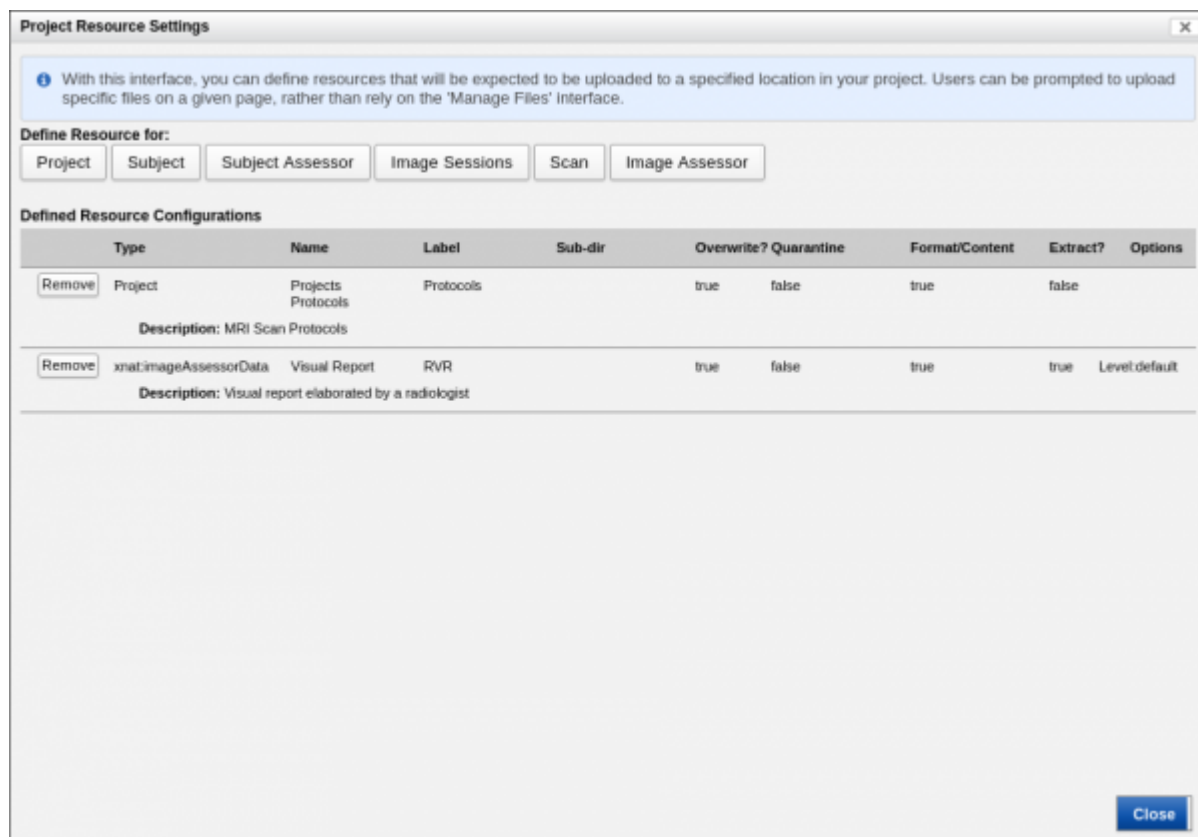 Project Resource Settings
With this interface, you can define resources that will be expected to be uploaded to a specified location in your project. Users can be prompted to upload
specific files on a given page, rather than rely on the 'Manage Files' interface.
Define Resource for:
Project Subject Subject Assessor Image Sessions Scan Image Assessor
Defined Resource Configurations
Type Name Label Sub-dir Overwrite? Quarantine Format/Content Extract? Options
Remove Project Projects Protocols true false true false
Protocols
Description: MRI Scan Protocols
Remove xnat:imageAssessorData Visual Report RVR true false true true Level:default
Description: Visual report elaborated by a radiologist
Close